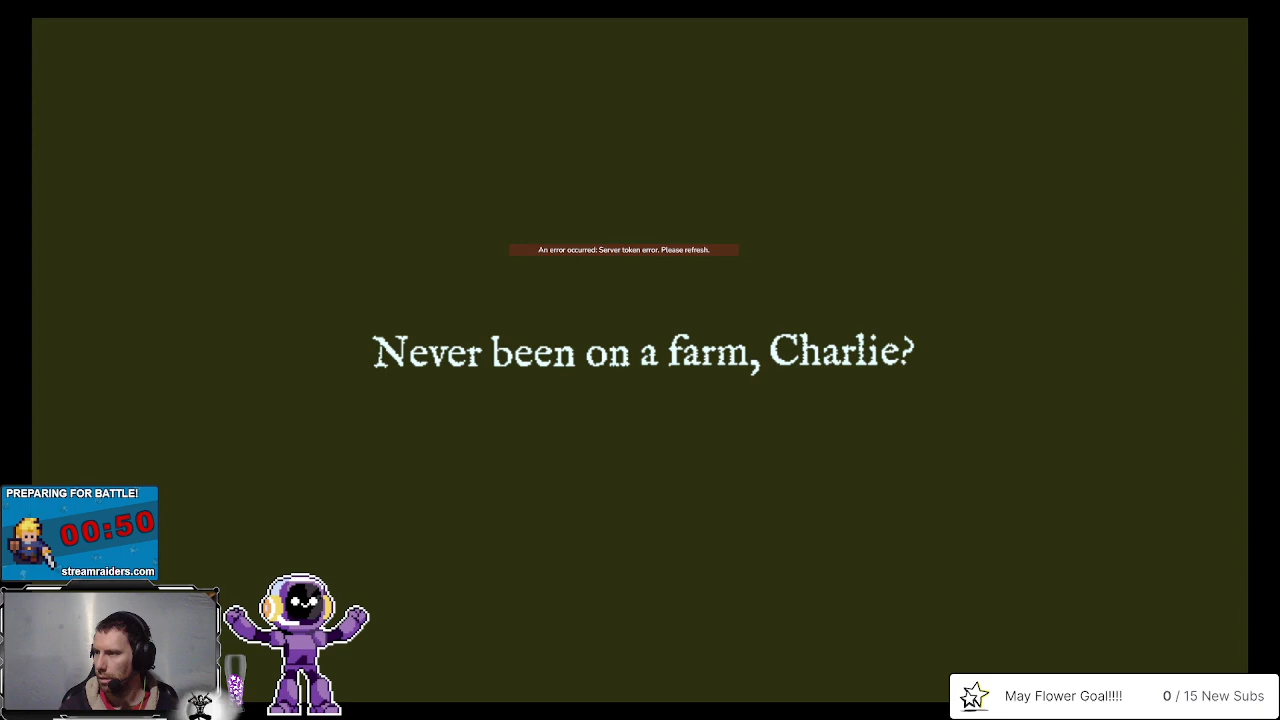 An error occurred: Server token error. Please refresh.
Never been on a farm, Charlie?
PREPARING FOR BATTLE!
00:50
streamraiders.com
May Flower Goal!!!! 0 / 15 New Subs